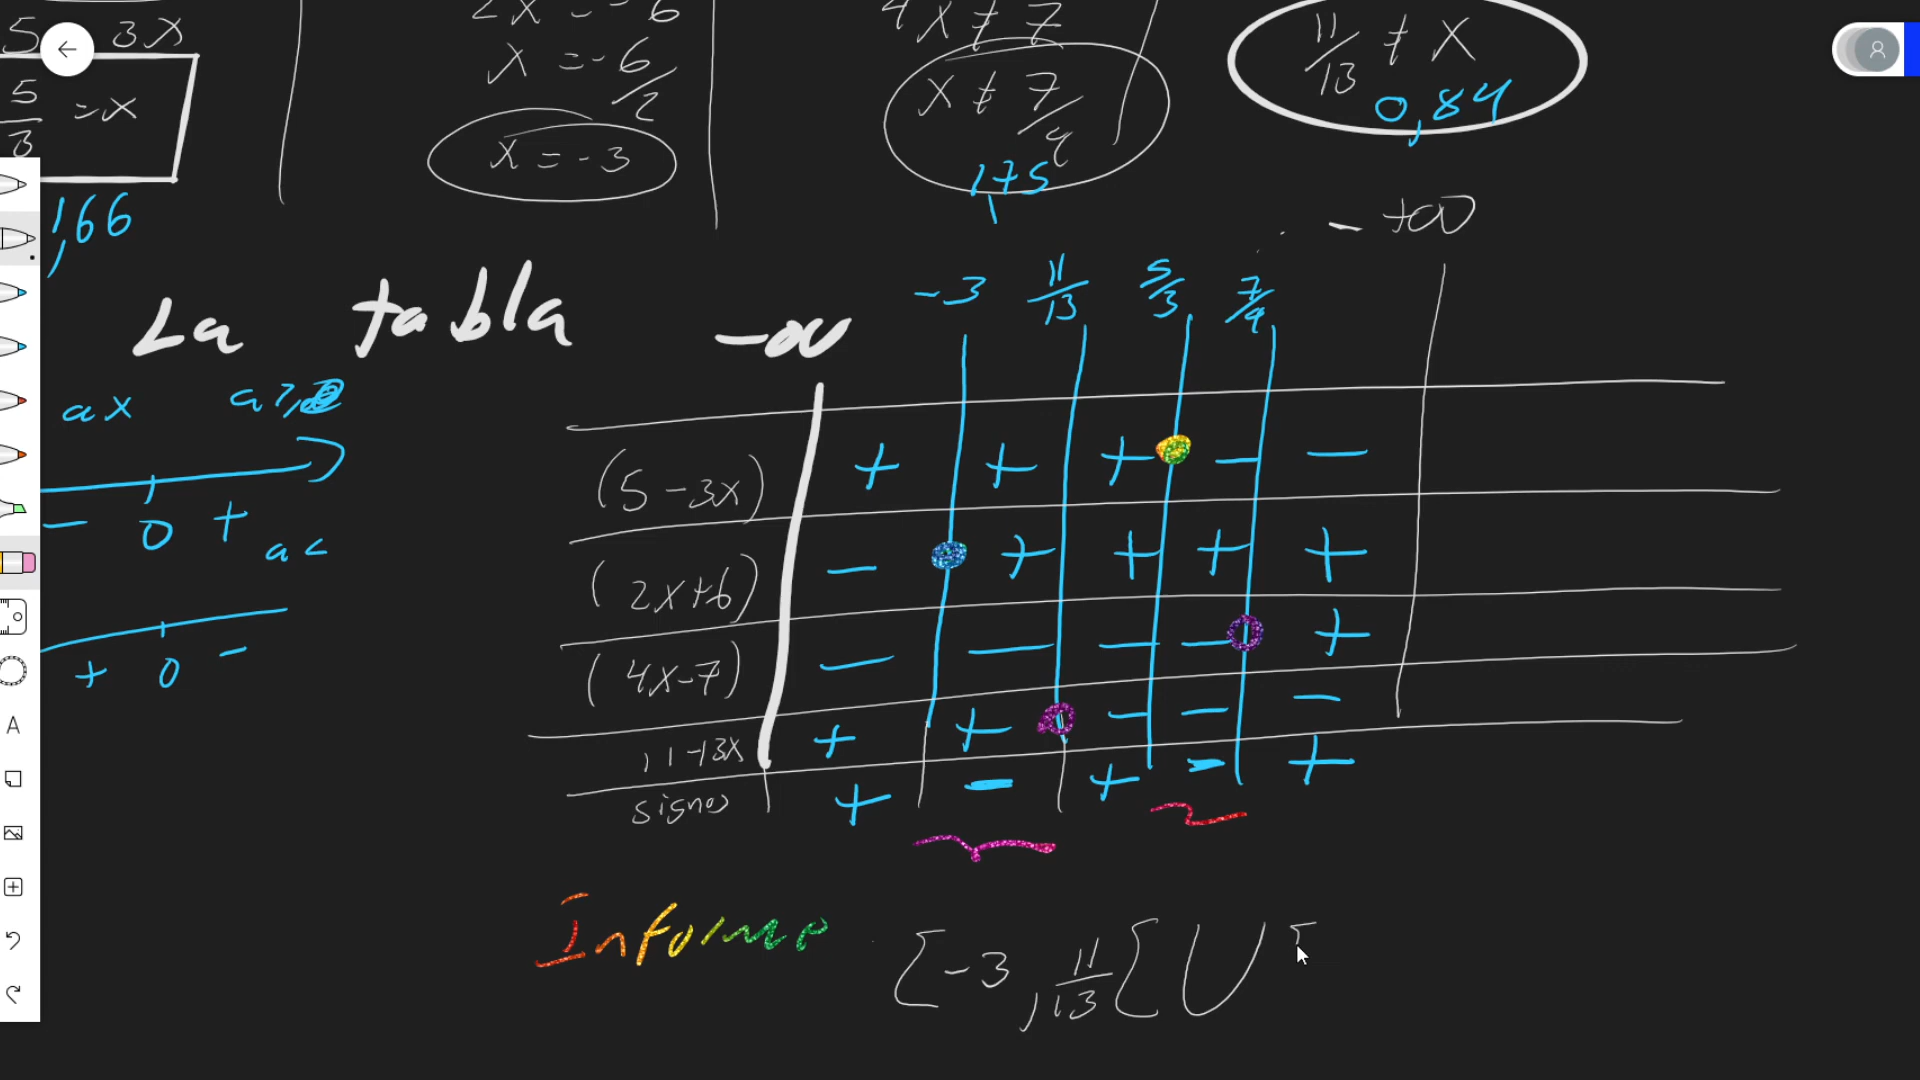 5 3x
5/3 = x
1,66
2x = -6
x = -6/2
x = -3
4x ≠ 7
x ≠ 7/4
1,75
11/13 ≠ x
0,84
La tabla
-∞ -3 11/13 5/3 7/4 - +∞
ax a>,0
- 0 +
a <
+ 0 -
(5-3x) + + + - -
(2x+6) - + + + +
(4x-7) - - - - +
11-13x + + - - -
signos + - + - +
Informe [-3, 11/13[ U [
A